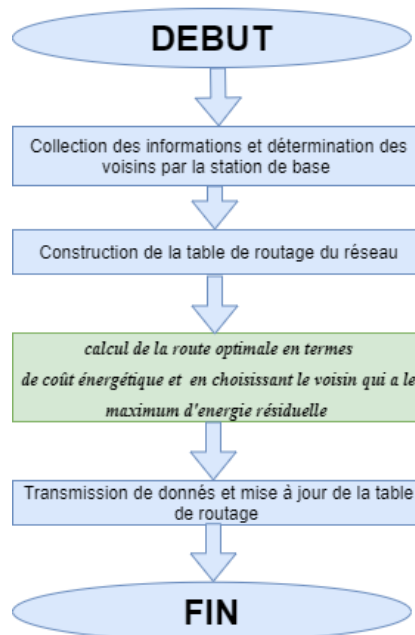 DEBUT
Collection des informations et détermination des
voisins par la station de base
Construction de la table de routage du réseau
calcul de la route optimale en termes
de coût énergétique et en choisissant le voisin qui a le
maximum d'energie résiduelle
Transmission de donnés et mise à jour de la table
de routage
FIN